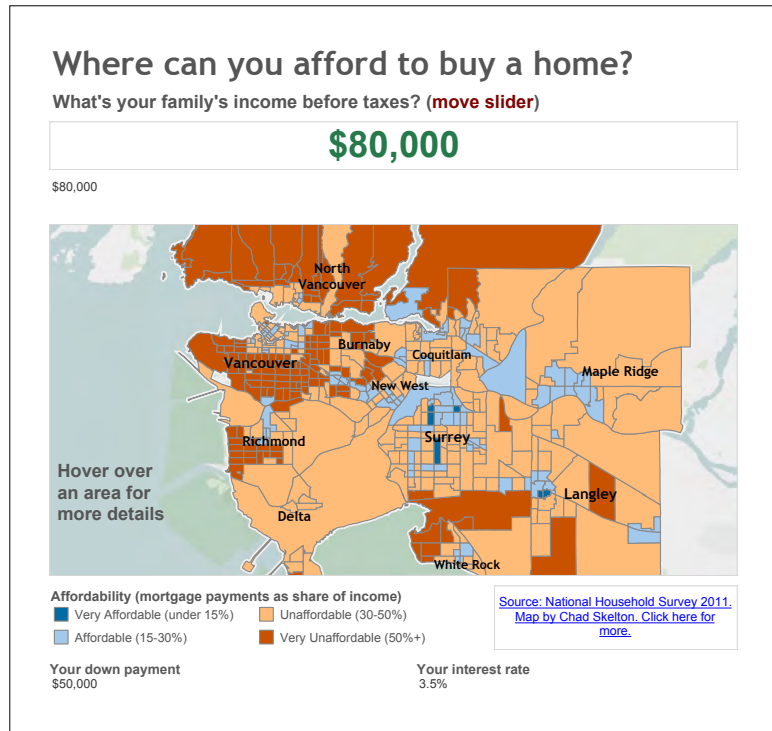 Where can you afford to buy a home?
What's your family's income before taxes? (move slider)
$80,000
$80,000
North
Vancouver
Burnaby
Vancouver
Coquitlam
Maple Ridge
New West
Richmond
Surrey
Hover over
an area for
more details
Langley
Delta
White Rock
Affordability (mortgage payments as share of income)
Very Affordable (under 15%)
Unaffordable (30-50%)
Affordable (15-30%)
Very Unaffordable (50%+)
Source: National Household Survey 2011.
Map by Chad Skelton. Click here for
more.
Your down payment
$50,000
Your interest rate
3.5%